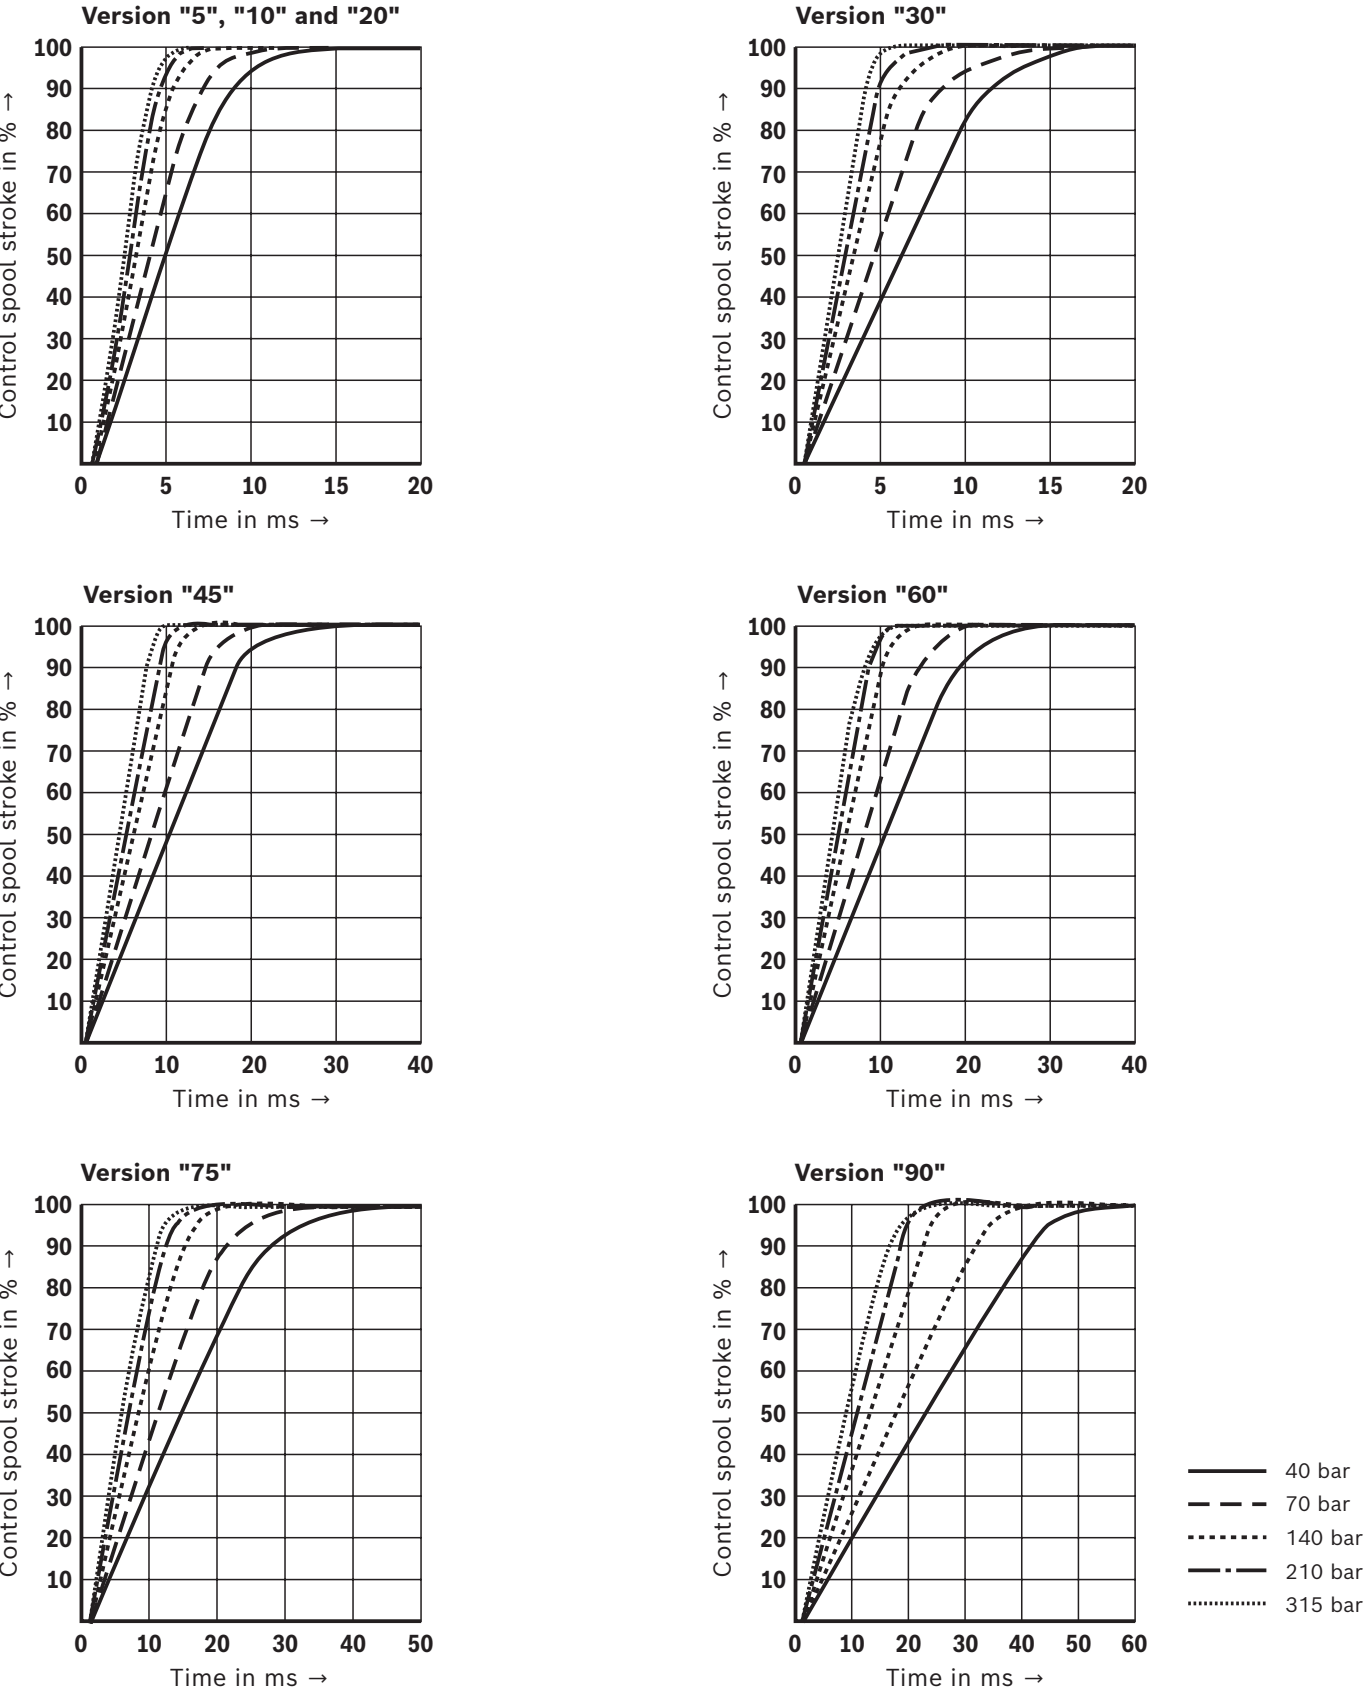 Version "5", "10" and "20"
100
90
80
70
60
50
40
30
20
10
0 5 10 15 20
Control spool stroke in % →
Time in ms →
Version "30"
100
90
80
70
60
50
40
30
20
10
0 5 10 15 20
Control spool stroke in % →
Time in ms →
Version "45"
100
90
80
70
60
50
40
30
20
10
0 10 20 30 40
Control spool stroke in % →
Time in ms →
Version "60"
100
90
80
70
60
50
40
30
20
10
0 10 20 30 40
Control spool stroke in % →
Time in ms →
Version "75"
100
90
80
70
60
50
40
30
20
10
0 10 20 30 40 50
Control spool stroke in % →
Time in ms →
Version "90"
100
90
80
70
60
50
40
30
20
10
0 10 20 30 40 50 60
Control spool stroke in % →
Time in ms →
40 bar
70 bar
140 bar
210 bar
315 bar